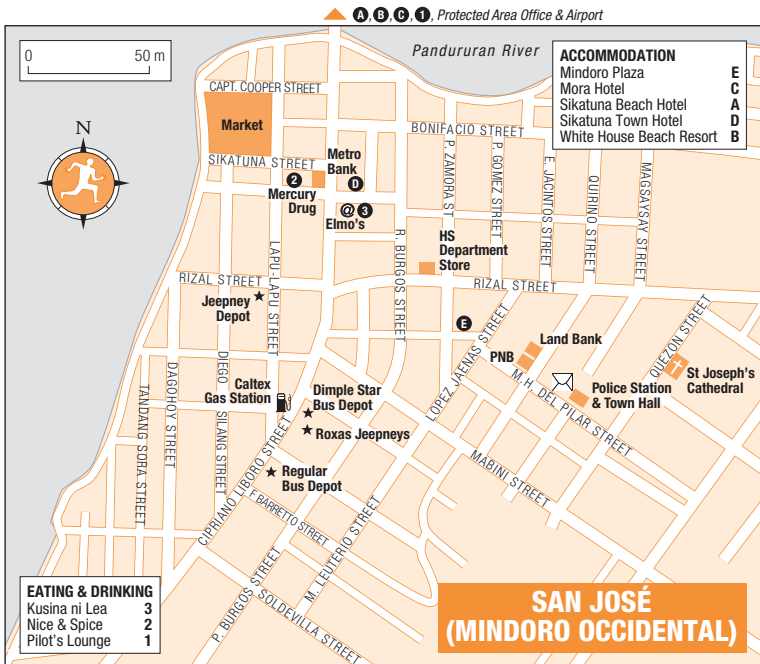 A, B, C, 1, Protected Area Office & Airport
0 50 m
Pandururan River
ACCOMMODATION
Mindoro Plaza E
Mora Hotel C
Sikatuna Beach Hotel A
Sikatuna Town Hotel D
White House Beach Resort B
CAPT. COOPER STREET
Market
N
BONIFACIO STREET
SIKATUNA STREET
Metro
Bank
2
D
Mercury
Drug
@ 3
Elmo's
P. ZAMORA ST
P. GOMEZ STREET
E. JACINTOS STREET
QUIRINO STREET
MAGSAYSAY STREET
LAPU-LAPU STREET
R. BURGOS STREET
HS
Department
Store
RIZAL STREET
RIZAL STREET
Jeepney
Depot
E
LOPEZ JAENAS STREET
Land Bank
PNB
QUEZON STREET
St Joseph's
Cathedral
M.H. DEL PILAR STREET
Police Station
& Town Hall
TANDANG SORA STREET
DAGOHOY STREET
DIEGO SILANG STREET
Caltex
Gas Station
Dimple Star
Bus Depot
Roxas Jeepneys
CIPRIANO LIBORO STREET
Regular
Bus Depot
MABINI STREET
F. BARRETTO STREET
P. BURGOS STREET
M. LEUTERIO STREET
SOLDEVILLA STREET
EATING & DRINKING
Kusina ni Lea 3
Nice & Spice 2
Pilot's Lounge 1
SAN JOSÉ
(MINDORO OCCIDENTAL)